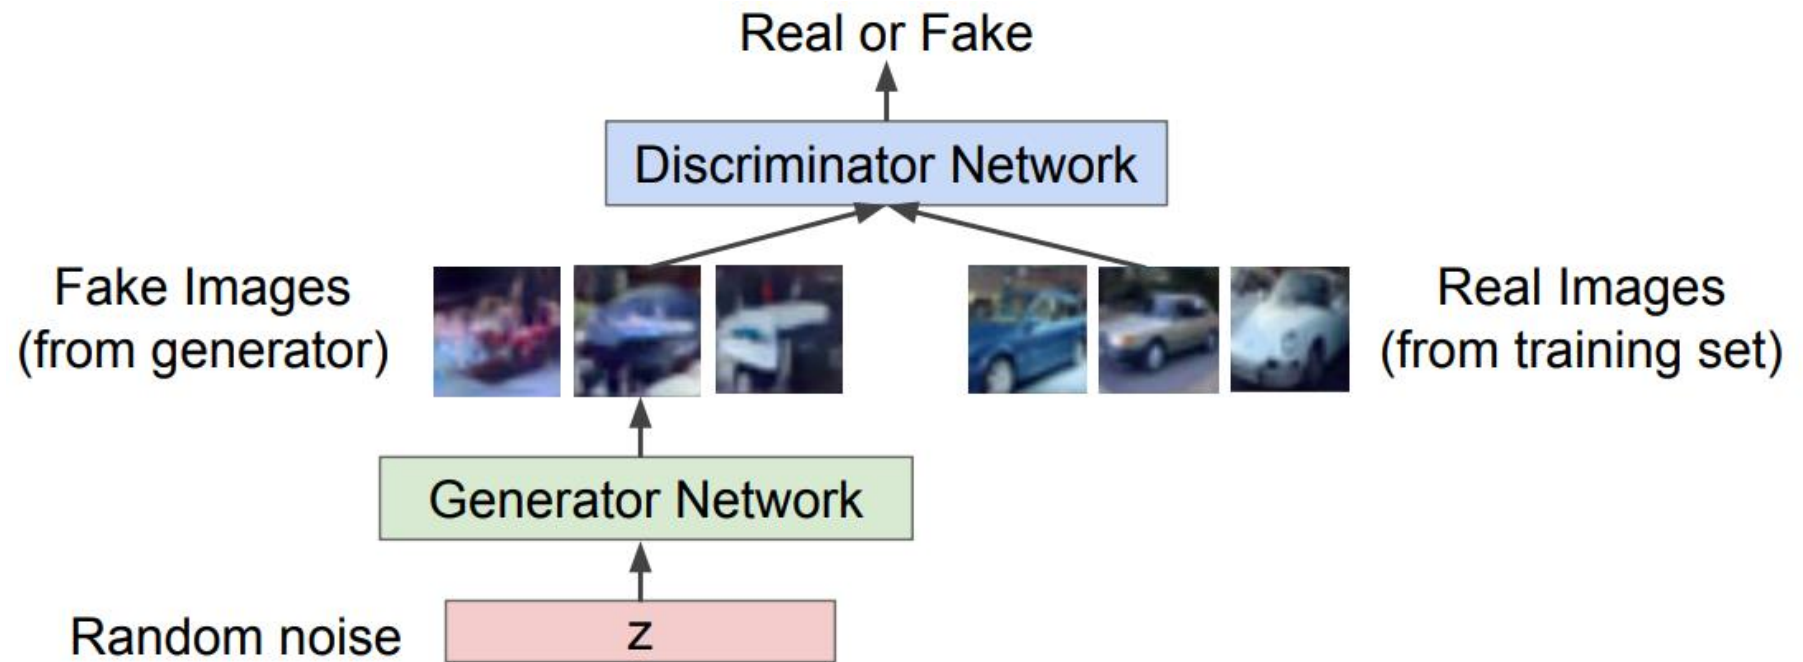 Real or Fake
Discriminator Network
Fake Images
(from generator)
Real Images
(from training set)
Generator Network
Random noise
z